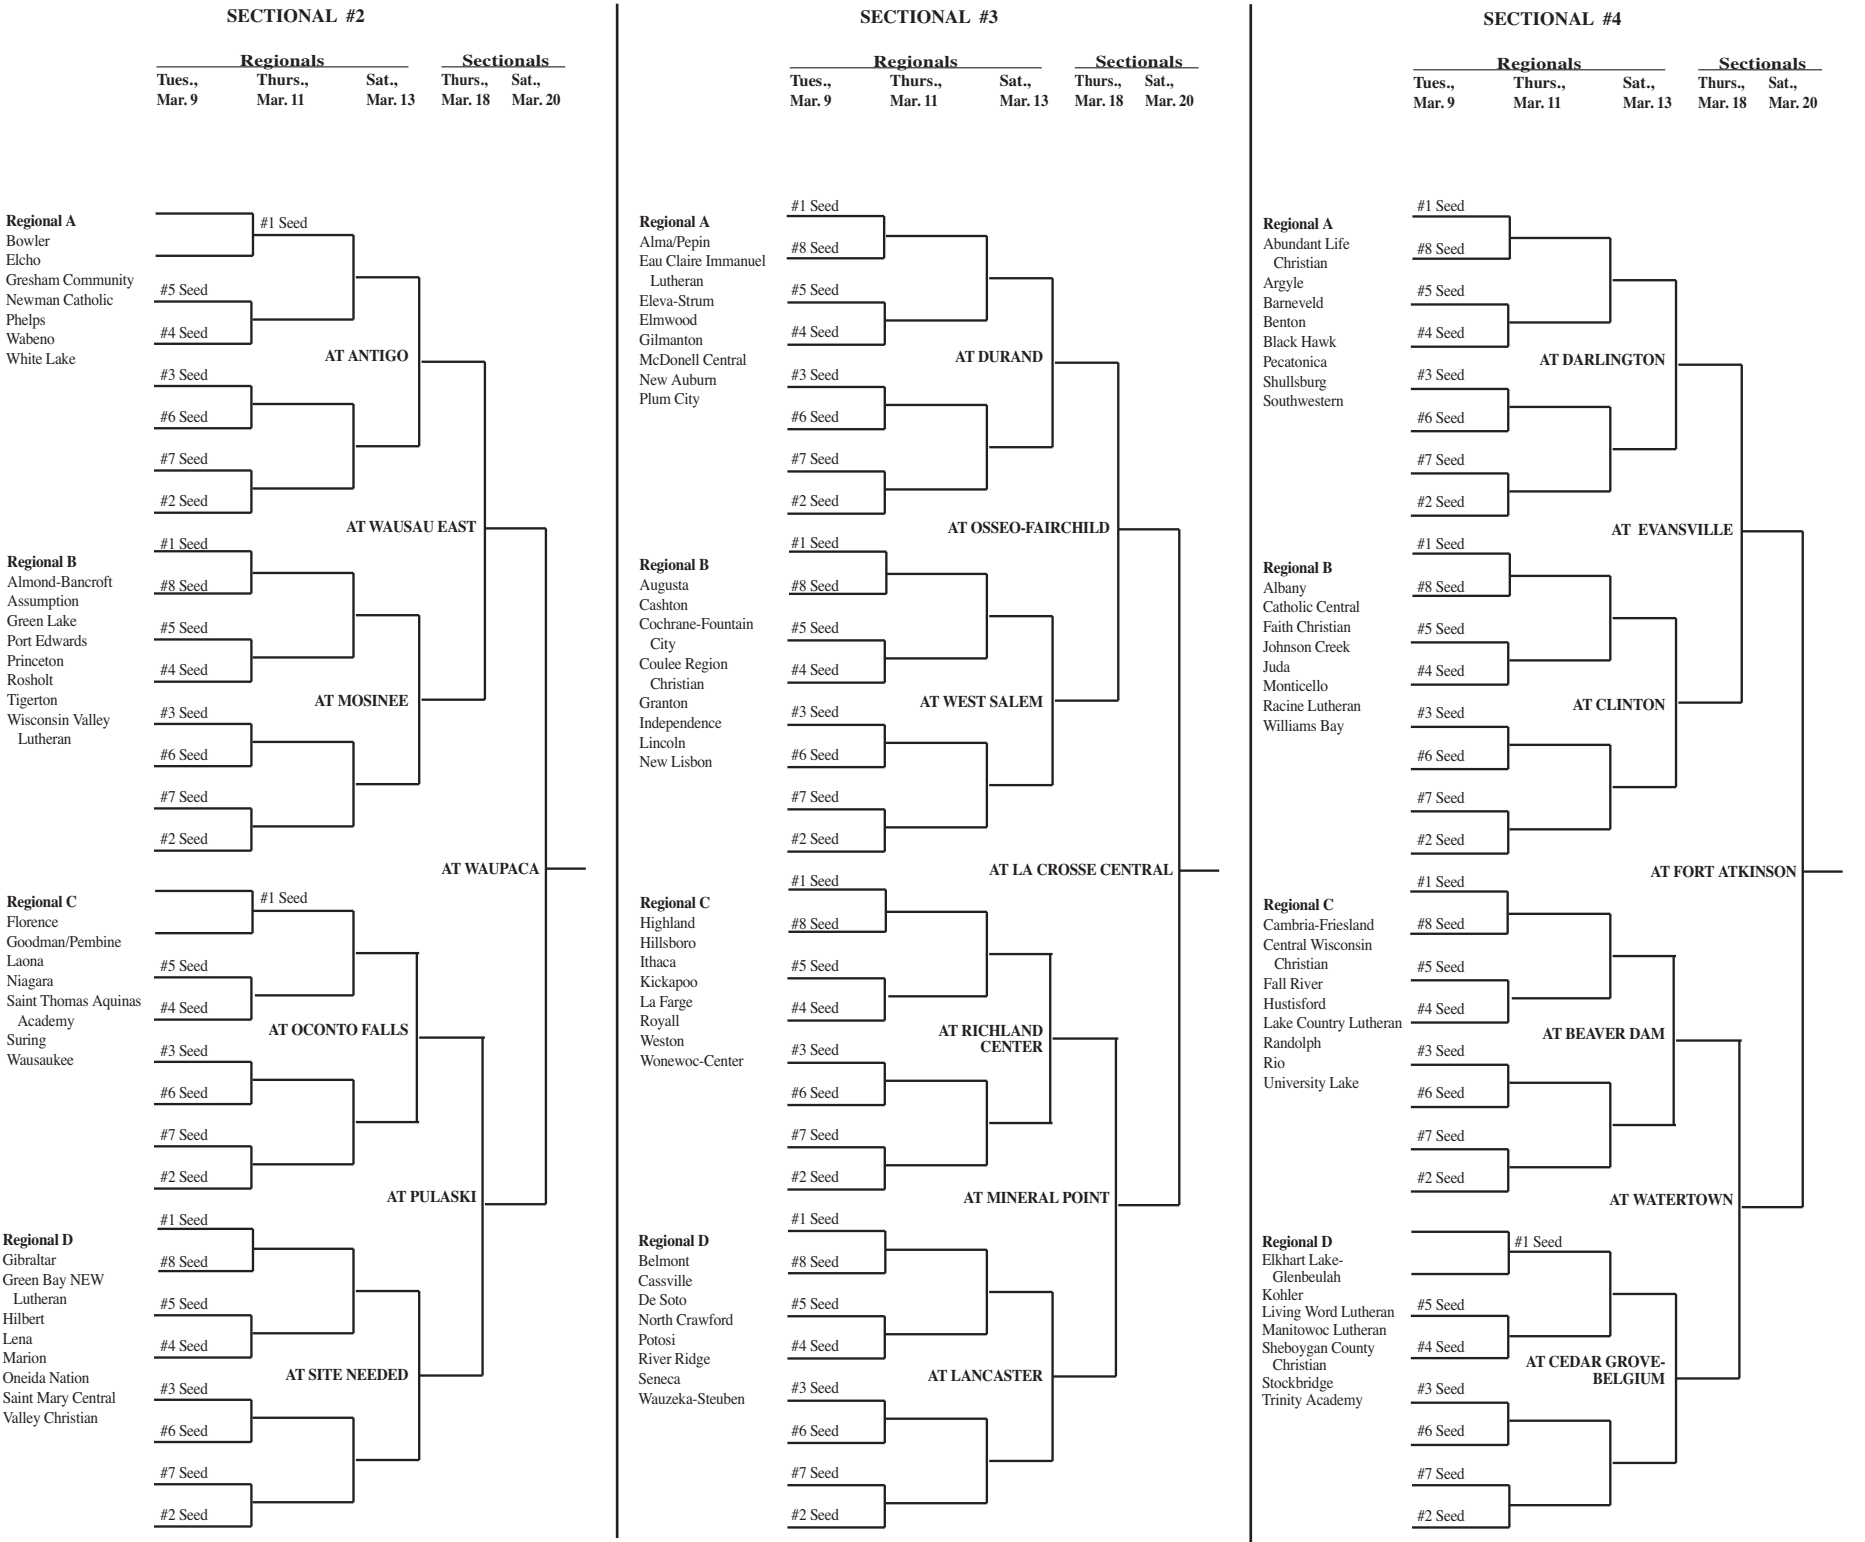 SECTIONAL #2
Regionals
Sectionals
Tues., Thurs., Sat., Thurs., Sat.,
Mar. 9 Mar. 11 Mar. 13 Mar. 18 Mar. 20
Regional A
Bowler
Elcho
Gresham Community
Newman Catholic
Phelps
Wabeno
White Lake
#1 Seed
#5 Seed
#4 Seed
AT ANTIGO
#3 Seed
#6 Seed
#7 Seed
#2 Seed
AT WAUSAU EAST
Regional B
Almond-Bancroft
Assumption
Green Lake
Port Edwards
Princeton
Rosholt
Tigerton
Wisconsin Valley
Lutheran
#1 Seed
#8 Seed
#5 Seed
#4 Seed
AT MOSINEE
#3 Seed
#6 Seed
#7 Seed
#2 Seed
AT WAUPACA
Regional C
Florence
Goodman/Pembine
Laona
Niagara
Saint Thomas Aquinas
Academy
Suring
Wausaukee
#1 Seed
#5 Seed
#4 Seed
AT OCONTO FALLS
#3 Seed
#6 Seed
#7 Seed
#2 Seed
AT PULASKI
Regional D
Gibraltar
Green Bay NEW
Lutheran
Hilbert
Lena
Marion
Oneida Nation
Saint Mary Central
Valley Christian
#1 Seed
#8 Seed
#5 Seed
#4 Seed
AT SITE NEEDED
#3 Seed
#6 Seed
#7 Seed
#2 Seed
SECTIONAL #3
Regionals
Sectionals
Tues., Thurs., Sat., Thurs., Sat.,
Mar. 9 Mar. 11 Mar. 13 Mar. 18 Mar. 20
Regional A
Alma/Pepin
Eau Claire Immanuel
Lutheran
Eleva-Strum
Elmwood
Gilmanton
McDonell Central
New Auburn
Plum City
#1 Seed
#8 Seed
#5 Seed
#4 Seed
AT DURAND
#3 Seed
#6 Seed
#7 Seed
#2 Seed
AT OSSEO-FAIRCHILD
Regional B
Augusta
Cashton
Cochrane-Fountain
City
Coulee Region
Christian
Granton
Independence
Lincoln
New Lisbon
#1 Seed
#8 Seed
#5 Seed
#4 Seed
AT WEST SALEM
#3 Seed
#6 Seed
#7 Seed
#2 Seed
AT LA CROSSE CENTRAL
Regional C
Highland
Hillsboro
Ithaca
Kickapoo
La Farge
Royall
Weston
Wonewoc-Center
#1 Seed
#8 Seed
#5 Seed
#4 Seed
AT RICHLAND
CENTER
#3 Seed
#6 Seed
#7 Seed
#2 Seed
AT MINERAL POINT
Regional D
Belmont
Cassville
De Soto
North Crawford
Potosi
River Ridge
Seneca
Wauzeka-Steuben
#1 Seed
#8 Seed
#5 Seed
#4 Seed
AT LANCASTER
#3 Seed
#6 Seed
#7 Seed
#2 Seed
SECTIONAL #4
Regionals
Sectionals
Tues., Thurs., Sat., Thurs., Sat.,
Mar. 9 Mar. 11 Mar. 13 Mar. 18 Mar. 20
Regional A
Abundant Life
Christian
Argyle
Barneveld
Benton
Black Hawk
Pecatonica
Shullsburg
Southwestern
#1 Seed
#8 Seed
#5 Seed
#4 Seed
AT DARLINGTON
#3 Seed
#6 Seed
#7 Seed
#2 Seed
AT EVANSVILLE
Regional B
Albany
Catholic Central
Faith Christian
Johnson Creek
Juda
Monticello
Racine Lutheran
Williams Bay
#1 Seed
#8 Seed
#5 Seed
#4 Seed
AT CLINTON
#3 Seed
#6 Seed
#7 Seed
#2 Seed
AT FORT ATKINSON
Regional C
Cambria-Friesland
Central Wisconsin
Christian
Fall River
Hustisford
Lake Country Lutheran
Randolph
Rio
University Lake
#1 Seed
#8 Seed
#5 Seed
#4 Seed
AT BEAVER DAM
#3 Seed
#6 Seed
#7 Seed
#2 Seed
AT WATERTOWN
Regional D
Elkhart Lake-
Glenbeulah
Kohler
Living Word Lutheran
Manitowoc Lutheran
Sheboygan County
Christian
Stockbridge
Trinity Academy
#1 Seed
#5 Seed
#4 Seed
AT CEDAR GROVE-
BELGIUM
#3 Seed
#6 Seed
#7 Seed
#2 Seed